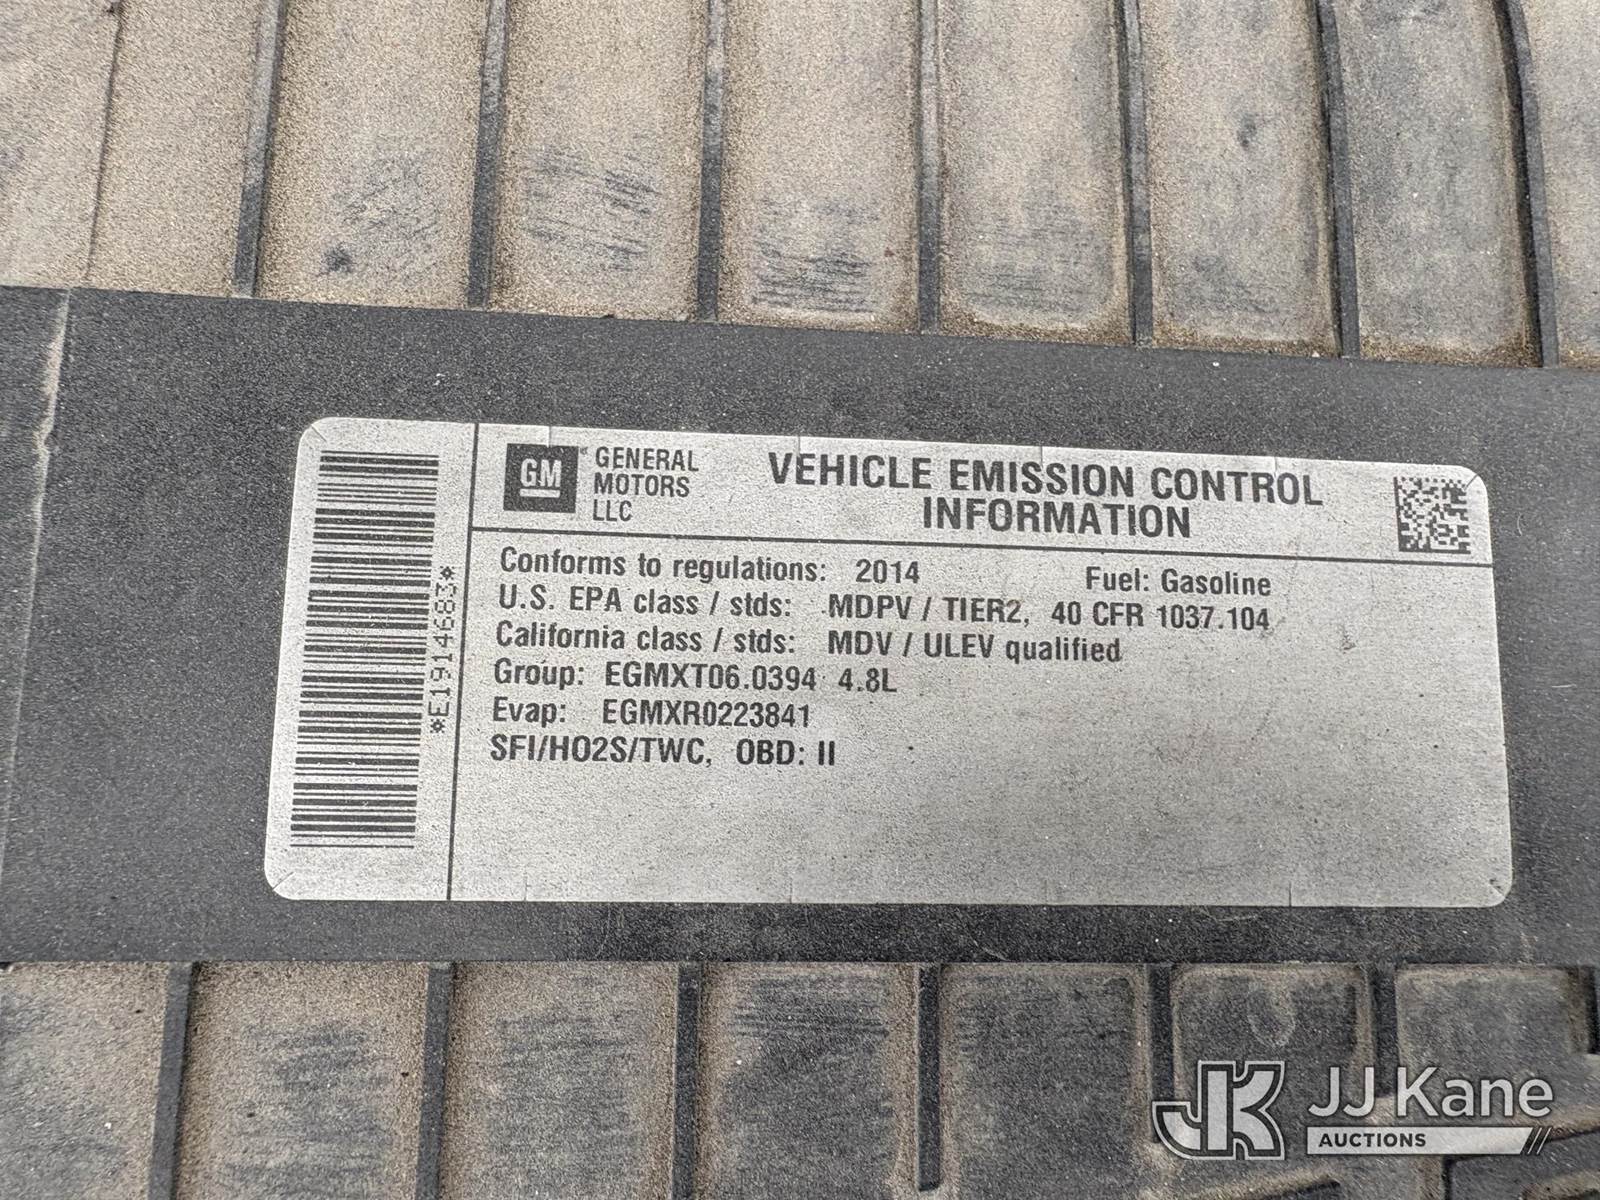 GM
GENERAL
MOTORS
LLC
VEHICLE EMISSION CONTROL
INFORMATION
Conforms to regulations: 2014 Fuel: Gasoline
U.S. EPA class / stds: MDPV / TIER2, 40 CFR 1037.104
California class / stds: MDV / ULEV qualified
Group: EGMXT06.0394 4.8L
Evap: EGMXR0223841
SFI/HO2S/TWC, OBD: II
*E1914683*
JK JJ Kane
AUCTIONS